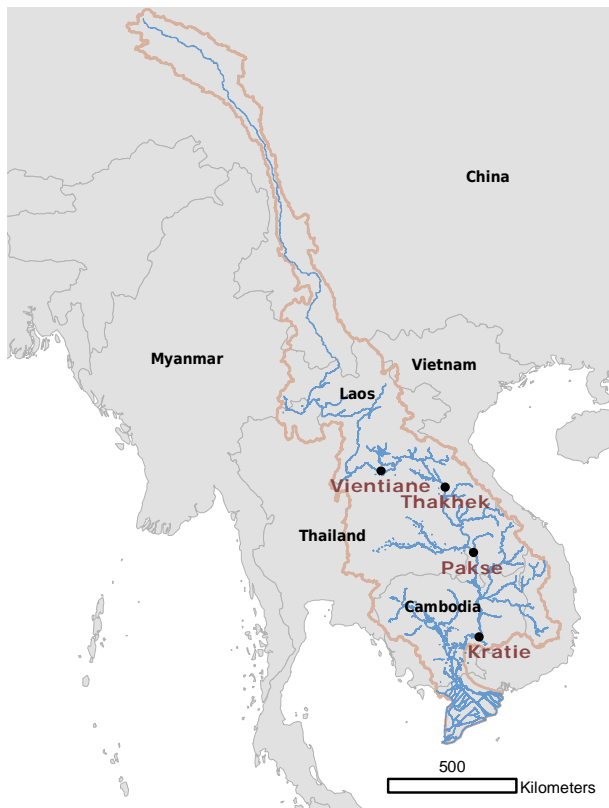 China
Myanmar
Vietnam
Laos
Vientiane
Thakhek
Thailand
Pakse
Cambodia
Kratie
500
Kilometers